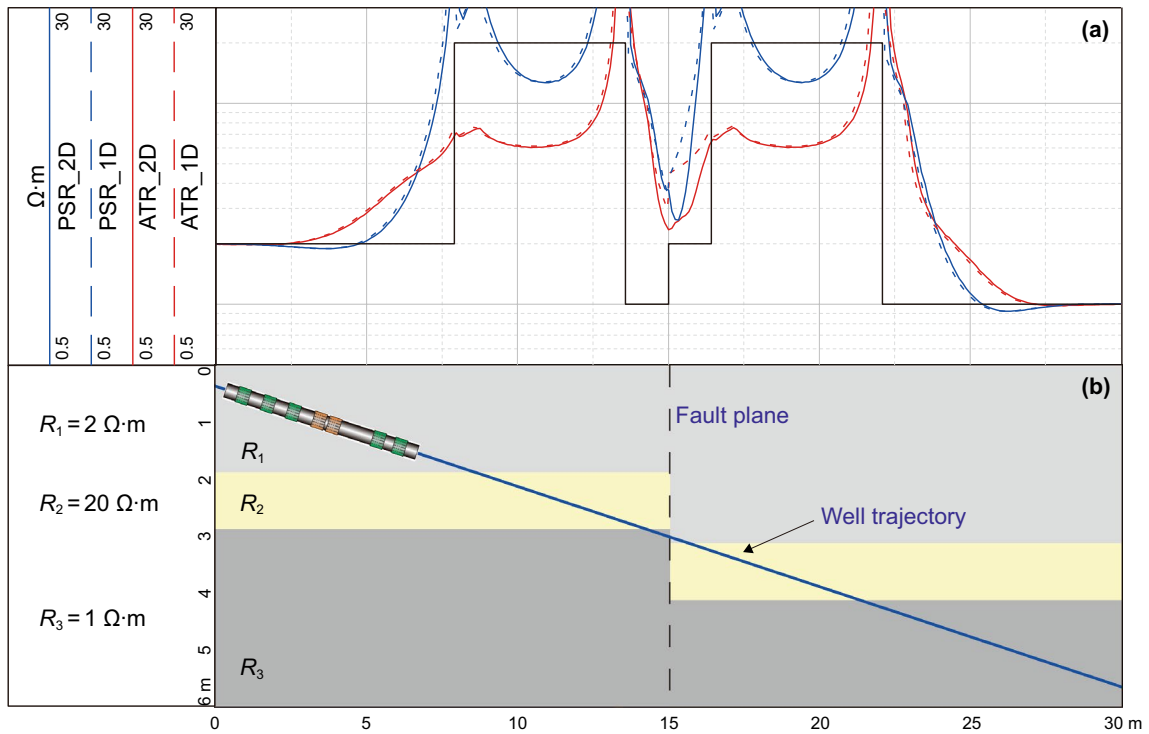 (a)
30
30
30
30
Ω·m
PSR_2D
PSR_1D
ATR_2D
ATR_1D
0.5
0.5
0.5
0.5
(b)
R1 = 2 Ω·m
R2 = 20 Ω·m
R3 = 1 Ω·m
0
1
2
3
4
5
6 m
Fault plane
R1
R2
Well trajectory
R3
0
5
10
15
20
25
30 m